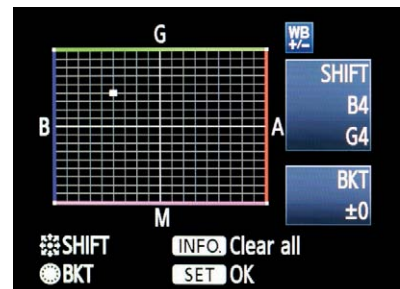 G
WB
+/−
SHIFT
B4
G4
B
A
BKT
±0
M
SHIFT
INFO. Clear all
BKT
SET OK